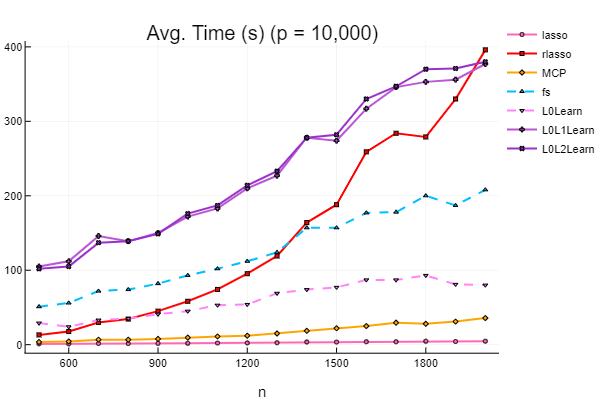 Avg. Time (s) (p = 10,000)
lasso
rlasso
MCP
fs
L0Learn
L0L1Learn
L0L2Learn
400
300
200
100
0
600 900 1200 1500 1800
n